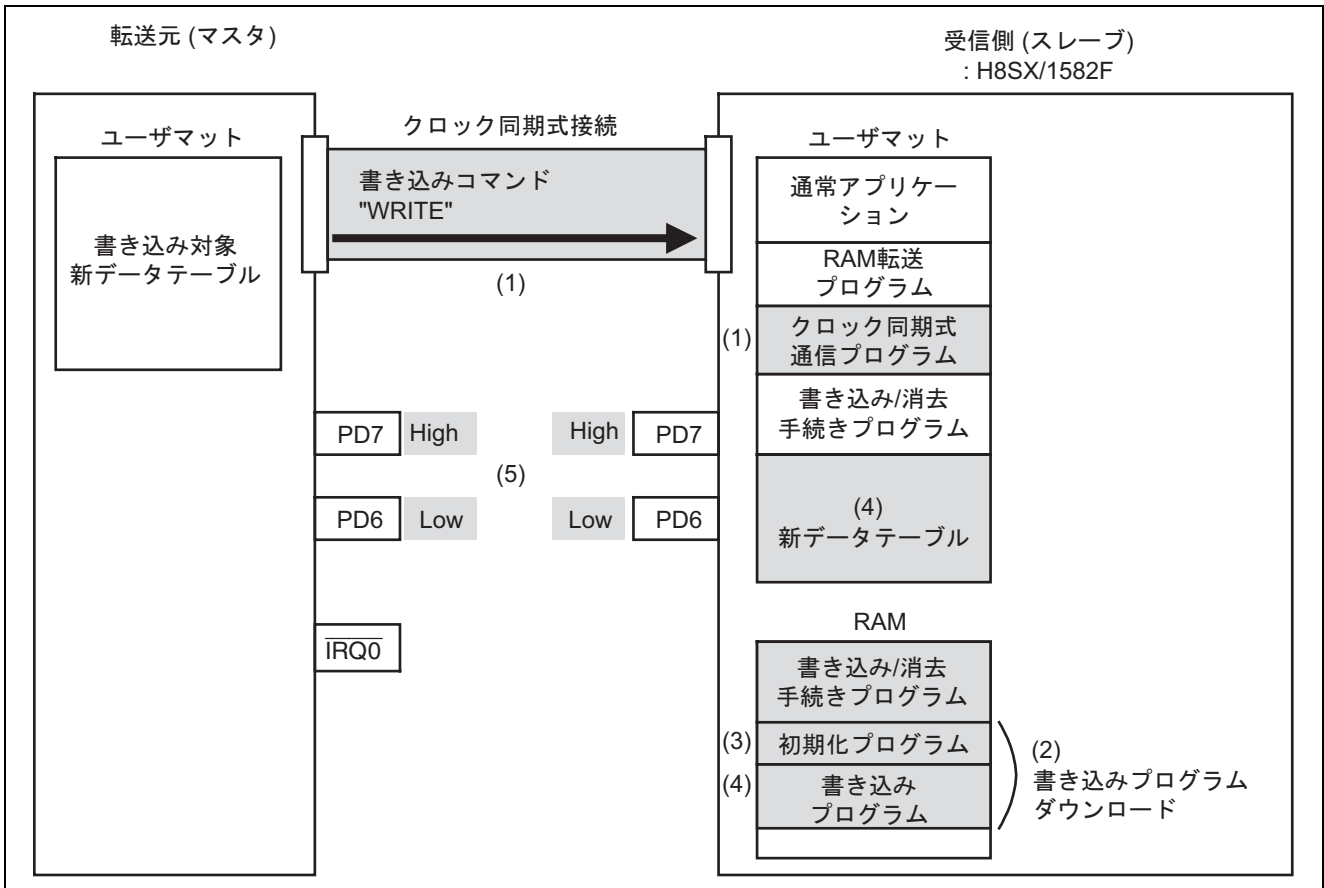 転送元 (マスタ)
受信側 (スレーブ)
: H8SX/1582F
ユーザマット
書き込み対象
新データテーブル
クロック同期式接続
書き込みコマンド
"WRITE"
(1)
PD7
High
High
PD7
(5)
PD6
Low
Low
PD6
IRQ0
ユーザマット
通常アプリケー
ション
RAM転送
プログラム
(1)
クロック同期式
通信プログラム
書き込み/消去
手続きプログラム
(4)
新データテーブル
RAM
書き込み/消去
手続きプログラム
(3)
初期化プログラム
(4)
書き込み
プログラム
(2)
書き込みプログラム
ダウンロード